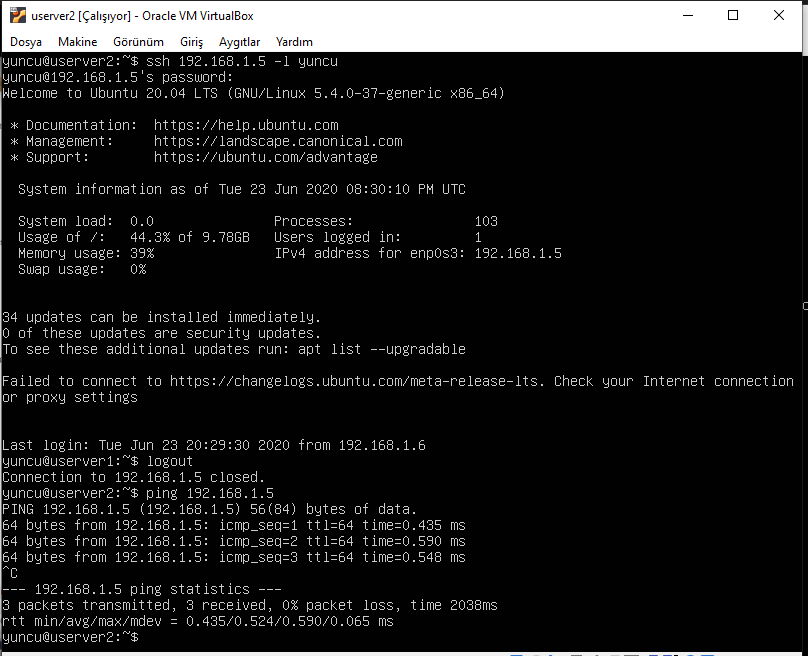 userver2 [Çalışıyor] - Oracle VM VirtualBox
Dosya Makine Görünüm Giriş Aygıtlar Yardım
yuncu@userver2:~$ ssh 192.168.1.5 -l yuncu
yuncu@192.168.1.5's password:
Welcome to Ubuntu 20.04 LTS (GNU/Linux 5.4.0-37-generic x86_64)
* Documentation: https://help.ubuntu.com
* Management: https://landscape.canonical.com
* Support: https://ubuntu.com/advantage
System information as of Tue 23 Jun 2020 08:30:10 PM UTC
System load: 0.0 Processes: 103
Usage of /: 44.3% of 9.78GB Users logged in: 1
Memory usage: 39% IPv4 address for enp0s3: 192.168.1.5
Swap usage: 0%
34 updates can be installed immediately.
0 of these updates are security updates.
To see these additional updates run: apt list --upgradable
Failed to connect to https://changelogs.ubuntu.com/meta-release-lts. Check your Internet connection
or proxy settings
Last login: Tue Jun 23 20:29:30 2020 from 192.168.1.6
yuncu@userver1:~$ logout
Connection to 192.168.1.5 closed.
yuncu@userver2:~$ ping 192.168.1.5
PING 192.168.1.5 (192.168.1.5) 56(84) bytes of data.
64 bytes from 192.168.1.5: icmp_seq=1 ttl=64 time=0.435 ms
64 bytes from 192.168.1.5: icmp_seq=2 ttl=64 time=0.590 ms
64 bytes from 192.168.1.5: icmp_seq=3 ttl=64 time=0.548 ms
^C
--- 192.168.1.5 ping statistics ---
3 packets transmitted, 3 received, 0% packet loss, time 2038ms
rtt min/avg/max/mdev = 0.435/0.524/0.590/0.065 ms
yuncu@userver2:~$